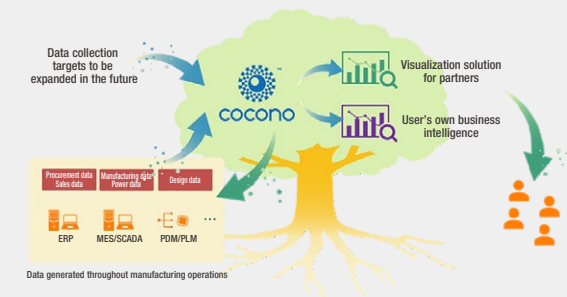 Data collection
targets to be
expanded in the future
cocono
™
Visualization solution
for partners
User's own business
intelligence
Procurement data
Sales data
Manufacturing data
Power data
Design data
ERP
MES/SCADA
PDM/PLM
...
Data generated throughout manufacturing operations